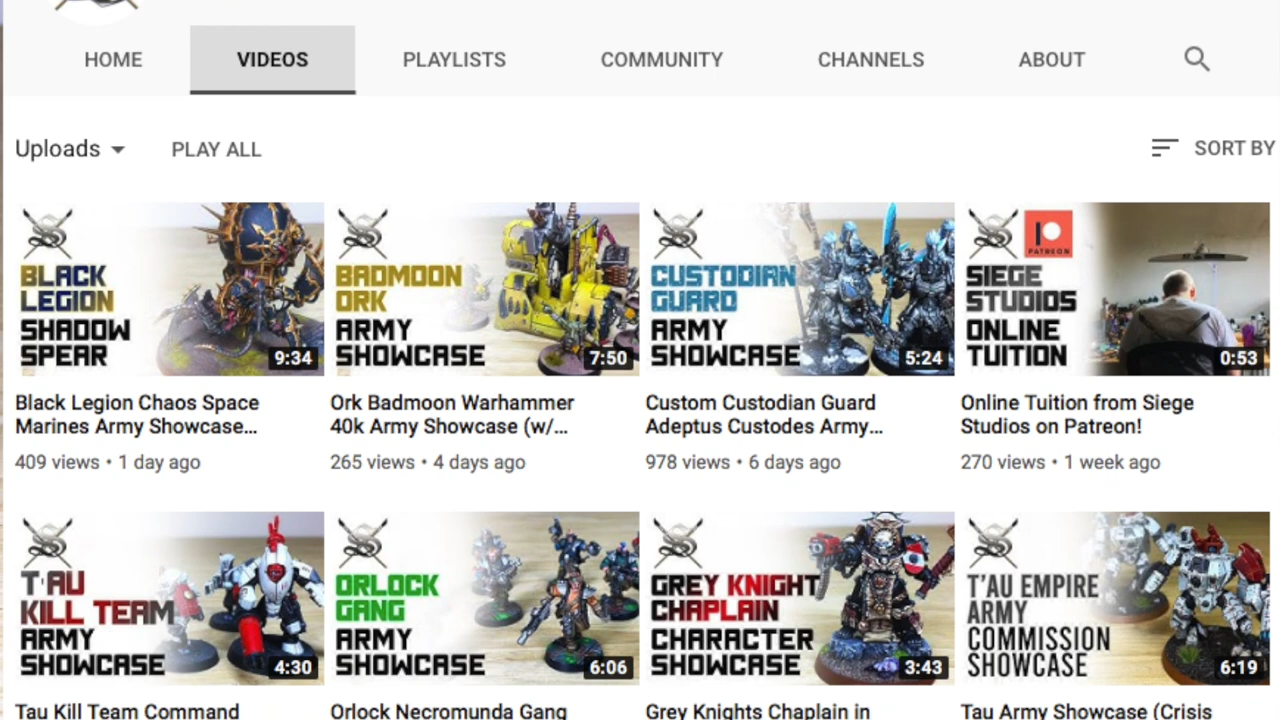 HOME VIDEOS PLAYLISTS COMMUNITY CHANNELS ABOUT
Uploads PLAY ALL SORT BY
BLACK
LEGION
SHADOW
SPEAR
9:34
BADMOON
ORK
ARMY
SHOWCASE
7:50
CUSTODIAN
GUARD
ARMY
SHOWCASE
5:24
PATREON
SIEGE
STUDIOS
ONLINE
TUITION
0:53
Black Legion Chaos Space
Marines Army Showcase...
409 views • 1 day ago
Ork Badmoon Warhammer
40k Army Showcase (w/...
265 views • 4 days ago
Custom Custodian Guard
Adeptus Custodes Army...
978 views • 6 days ago
Online Tuition from Siege
Studios on Patreon!
270 views • 1 week ago
T'AU
KILL TEAM
ARMY
SHOWCASE
4:30
ORLOCK
GANG
ARMY
SHOWCASE
6:06
GREY KNIGHT
CHAPLAIN
CHARACTER
SHOWCASE
3:43
T'AU EMPIRE
ARMY
COMMISSION
SHOWCASE
6:19
Tau Kill Team Command
Orlock Necromunda Gang
Grey Knights Chaplain in
Tau Army Showcase (Crisis